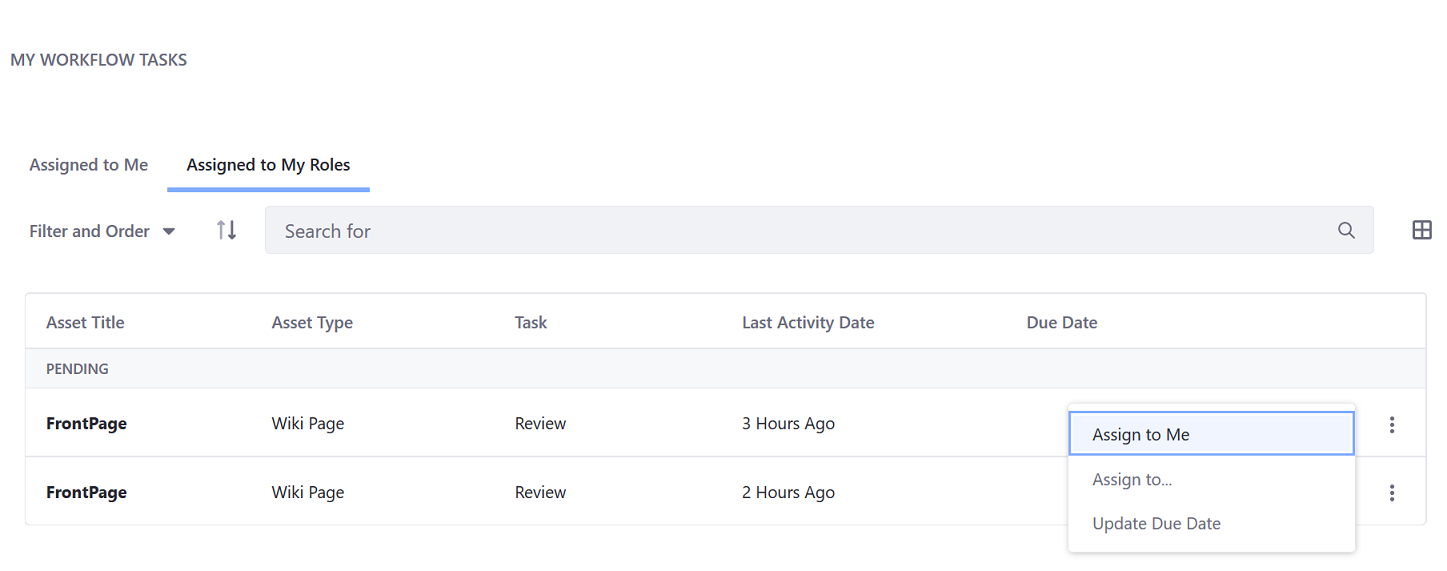 MY WORKFLOW TASKS
Assigned to Me Assigned to My Roles
Filter and Order Search for
Asset Title Asset Type Task Last Activity Date Due Date
PENDING
FrontPage Wiki Page Review 3 Hours Ago
Assign to Me
Assign to...
FrontPage Wiki Page Review 2 Hours Ago
Update Due Date